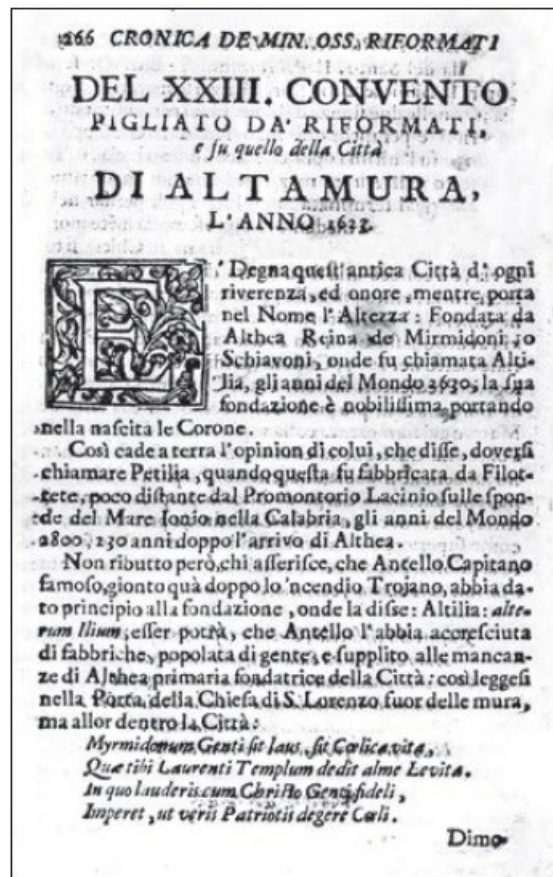 266 CRONICA DE MIN. OSS. RIFORMATI
DEL XXIII. CONVENTO,
PIGLIATO DA' RIFORMATI,
e fu quello della Città
DI ALTAMURA,
L'ANNO
E' Degna quest'antica Città d'ogni
riverenza, ed onore, mentre porta
nel Nome l'Altezza: Fondata da
Althea Reina de Mirmidoni, o
Schiavoni, onde fu chiamata Alti-
lia, gli anni del Mondo 2630; la sua
fondazione è nobilissima, portando
nella nascita le Corone.
Così cade a terra l'opinion di colui, che disse, doversi
chiamare Petilia, quando questa fu fabbricata da Filot-
tete, poco distante dal Promontorio Lacinio sulle spon-
de del Mare Ionio nella Calabria, gli anni del Mondo
2800, 230 anni doppo l'arrivo di Althea.
Non ributto però, chi asserisce, che Antello Capitano
famoso, gionto quà doppo lo 'ncendio Trojano, abbia da-
to principio alla fondazione, onde la disse: Altilia: alte-
rum Ilium; esser potrà, che Antello l'abbia accresciuta
di fabbriche, popolata di gente, e supplito alle mancan-
ze di Althea primaria fondatrice della Città: così leggesi
nella Porta della Chiesa di S. Lorenzo fuor delle mura,
ma allor dentro la Città:
Myrmidonum Genti sit laus, sit Cœlica vita,
Quæ tibi Laurenti Templum dedit alme Levita.
In quo lauderis cum Christo Genti fideli,
Imperet, ut veris Patriotis degere Cœli.
Dimo-